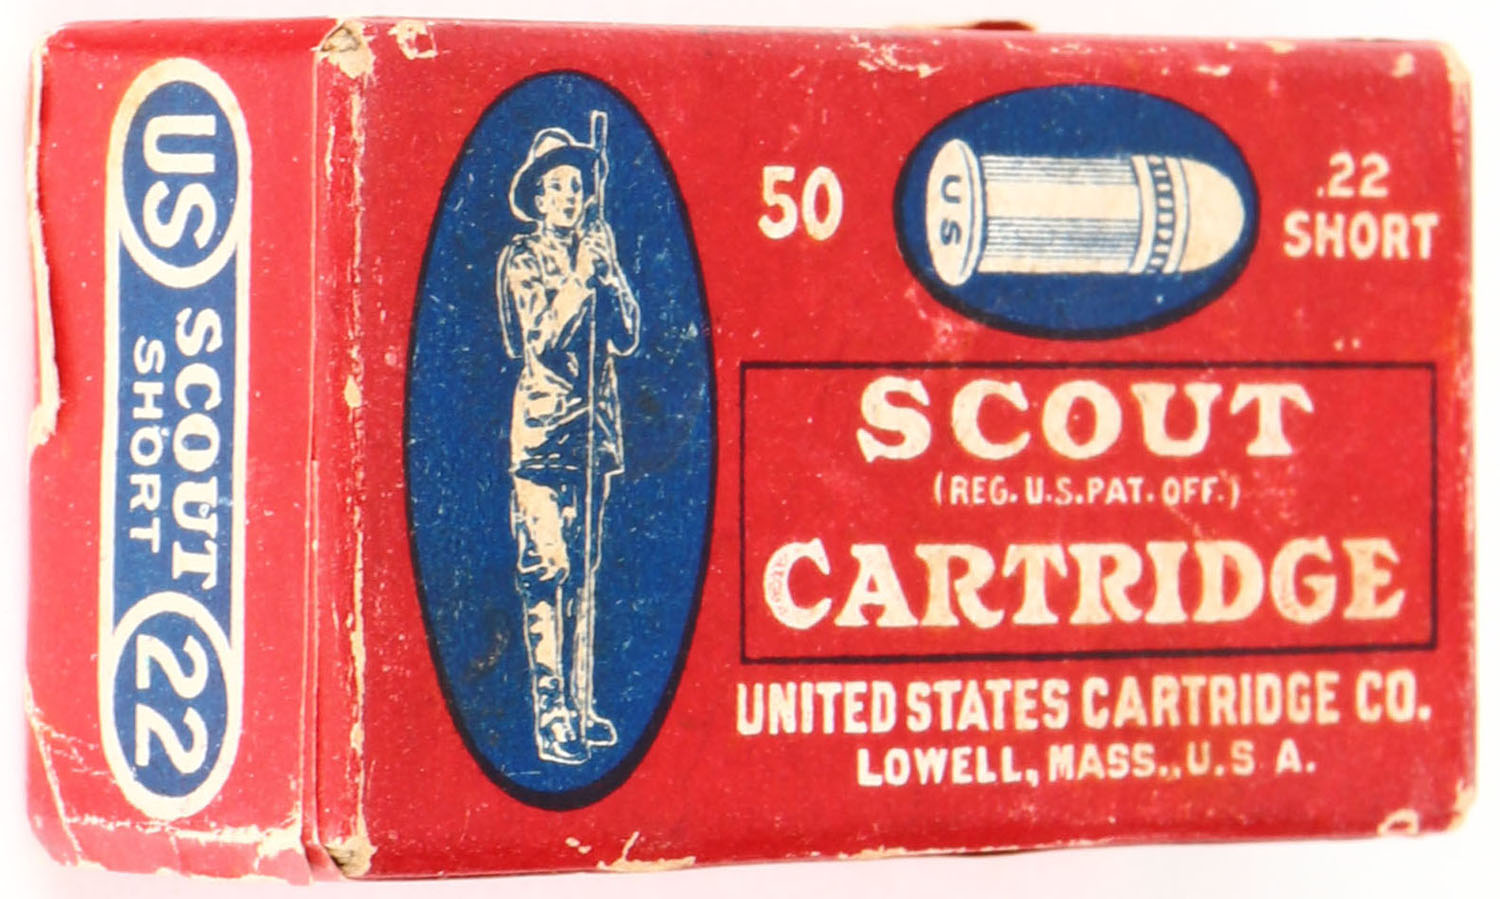 US
SCOUT
SHORT
22
50
US
.22
SHORT
SCOUT
(REG. U.S. PAT. OFF.)
CARTRIDGE
UNITED STATES CARTRIDGE CO.
LOWELL, MASS., U.S A.